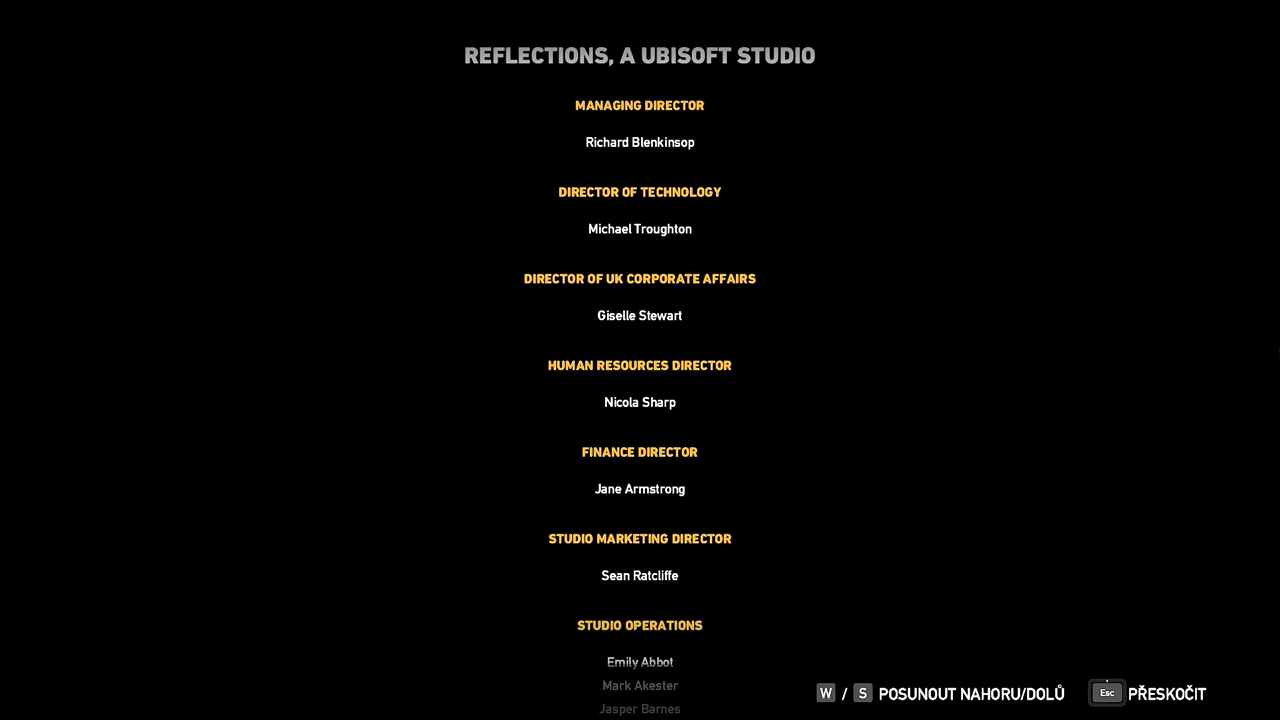 REFLECTIONS, A UBISOFT STUDIO
MANAGING DIRECTOR
Richard Blenkinsop
DIRECTOR OF TECHNOLOGY
Michael Troughton
DIRECTOR OF UK CORPORATE AFFAIRS
Giselle Stewart
HUMAN RESOURCES DIRECTOR
Nicola Sharp
FINANCE DIRECTOR
Jane Armstrong
STUDIO MARKETING DIRECTOR
Sean Ratcliffe
STUDIO OPERATIONS
Emily Abbot
Mark Akester
Jasper Barnes
W / S POSUNOUT NAHORU/DOLŮ Esc PŘESKOČIT